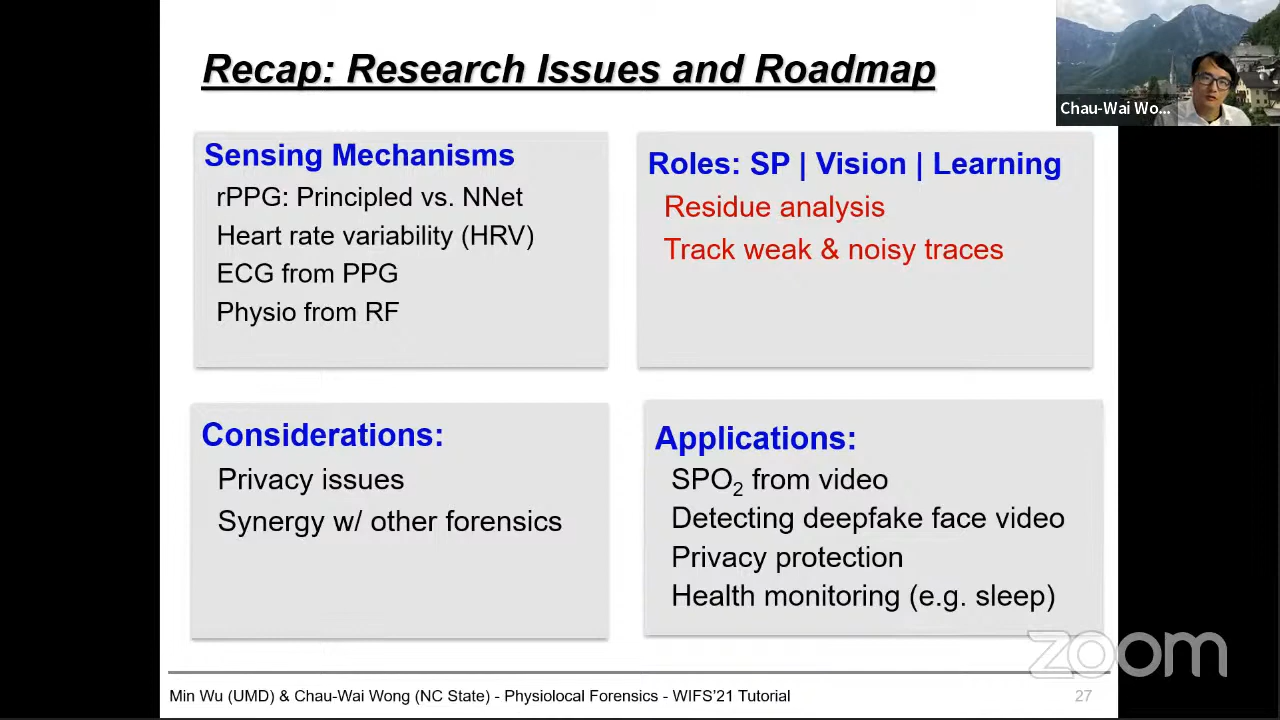 Recap: Research Issues and Roadmap
Chau-Wai Wo...
Sensing Mechanisms
rPPG: Principled vs. NNet
Heart rate variability (HRV)
ECG from PPG
Physio from RF
Roles: SP | Vision | Learning
Residue analysis
Track weak & noisy traces
Considerations:
Privacy issues
Synergy w/ other forensics
Applications:
SPO2 from video
Detecting deepfake face video
Privacy protection
Health monitoring (e.g. sleep)
zoom
Min Wu (UMD) & Chau-Wai Wong (NC State) - Physiolocal Forensics - WIFS'21 Tutorial
27